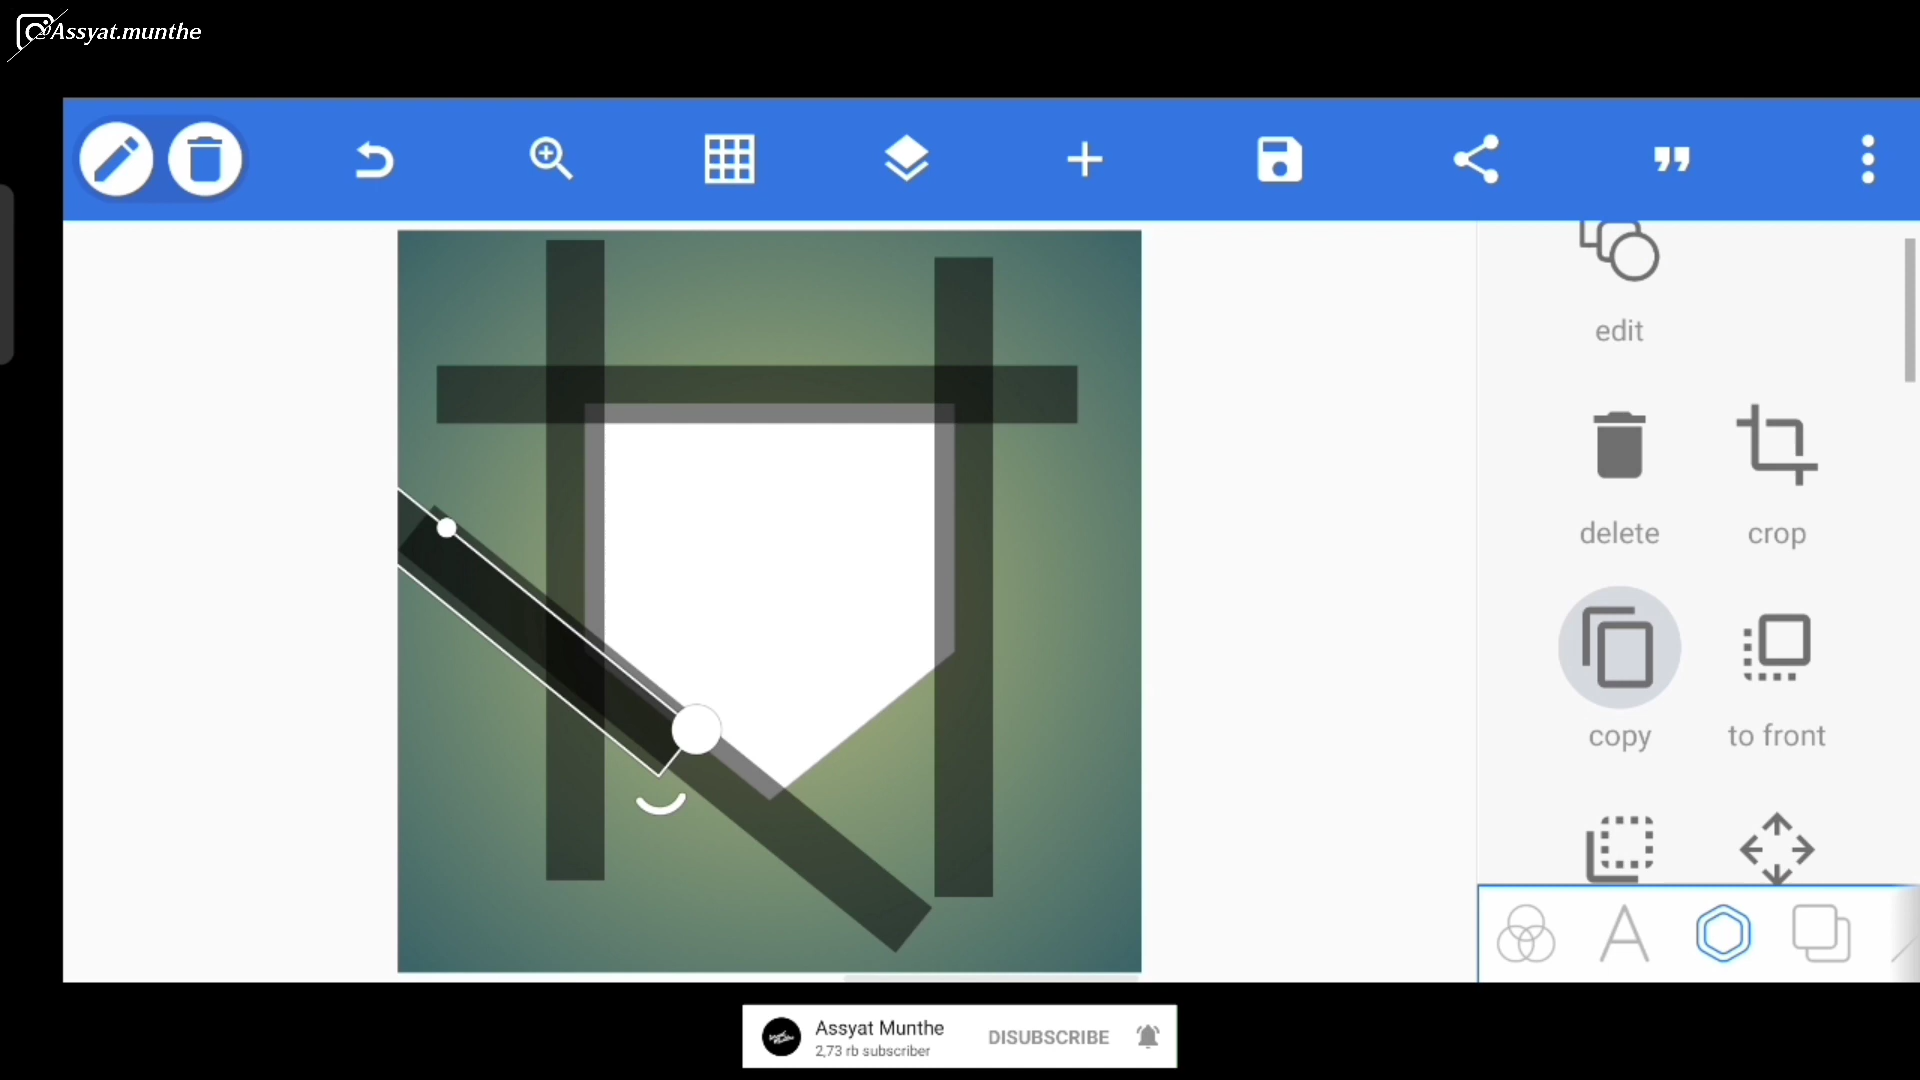 @Assyat.munthe
edit
delete
crop
copy
to front
Assyat Munthe
2,73 rb subscriber
DISUBSCRIBE